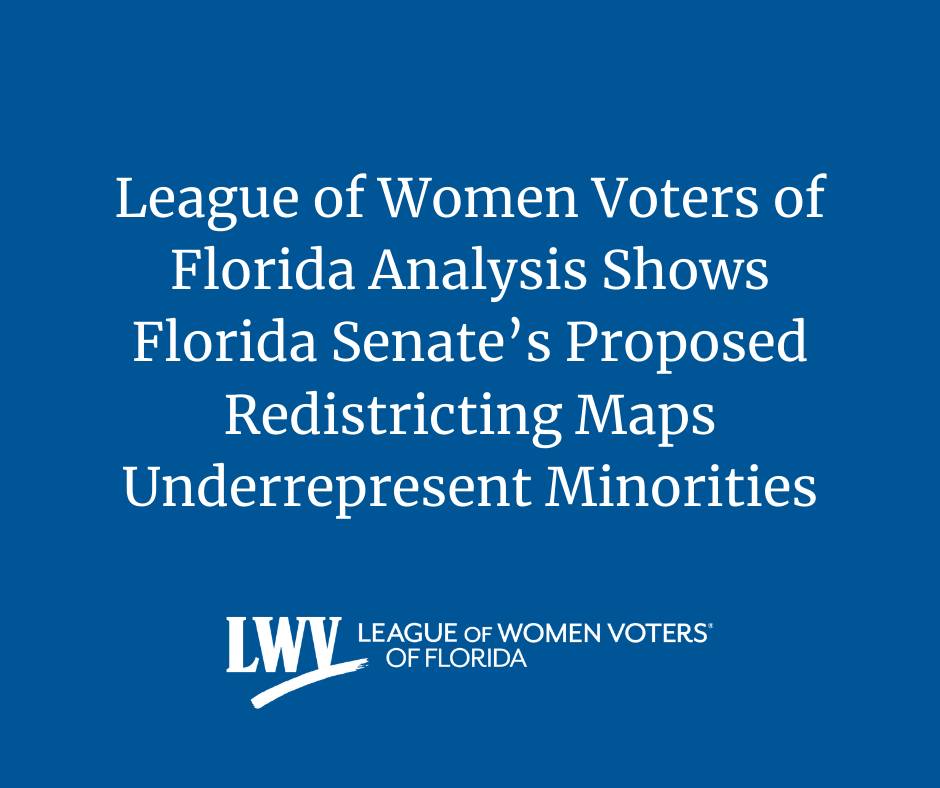 League of Women Voters of
Florida Analysis Shows
Florida Senate’s Proposed
Redistricting Maps
Underrepresent Minorities
LWV LEAGUE OF WOMEN VOTERS®
OF FLORIDA